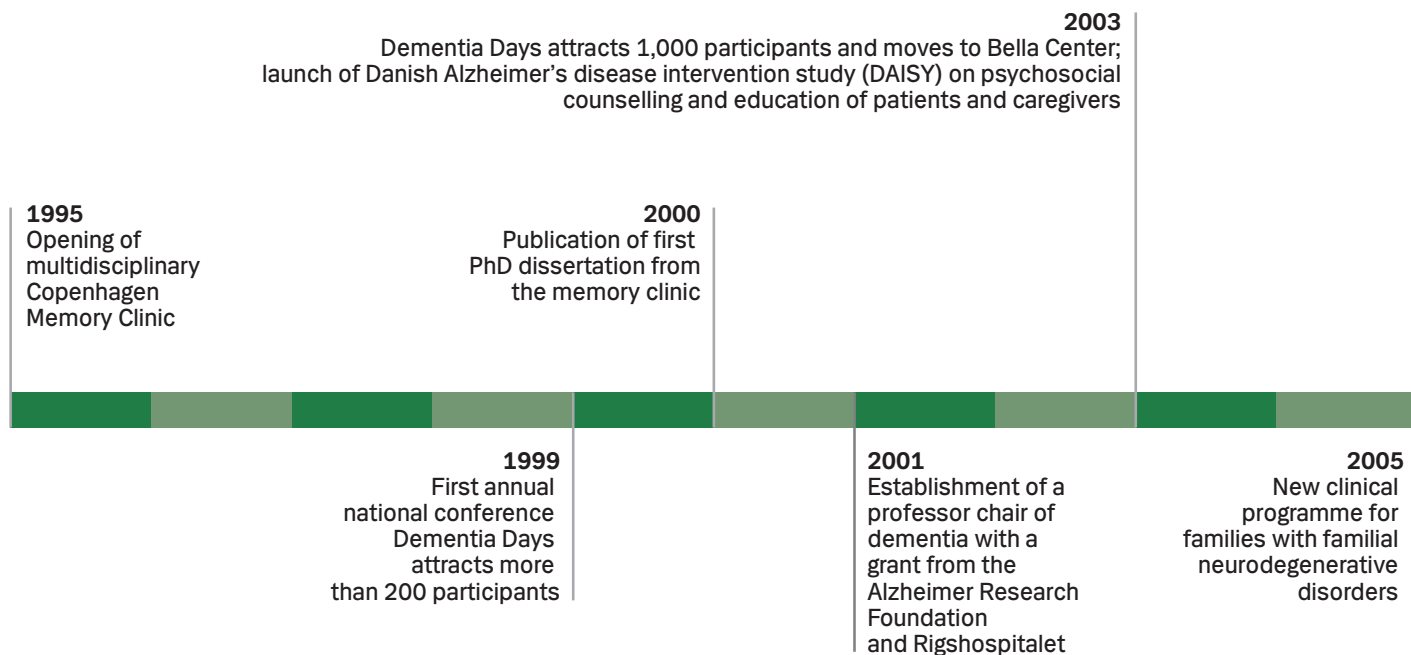 2003
Dementia Days attracts 1,000 participants and moves to Bella Center;
launch of Danish Alzheimer's disease intervention study (DAISY) on psychosocial
counselling and education of patients and caregivers
1995
Opening of
multidisciplinary
Copenhagen
Memory Clinic
2000
Publication of first
PhD dissertation from
the memory clinic
1999
First annual
national conference
Dementia Days
attracts more
than 200 participants
2001
Establishment of a
professor chair of
dementia with a
grant from the
Alzheimer Research
Foundation
and Rigshospitalet
2005
New clinical
programme for
families with familial
neurodegenerative
disorders